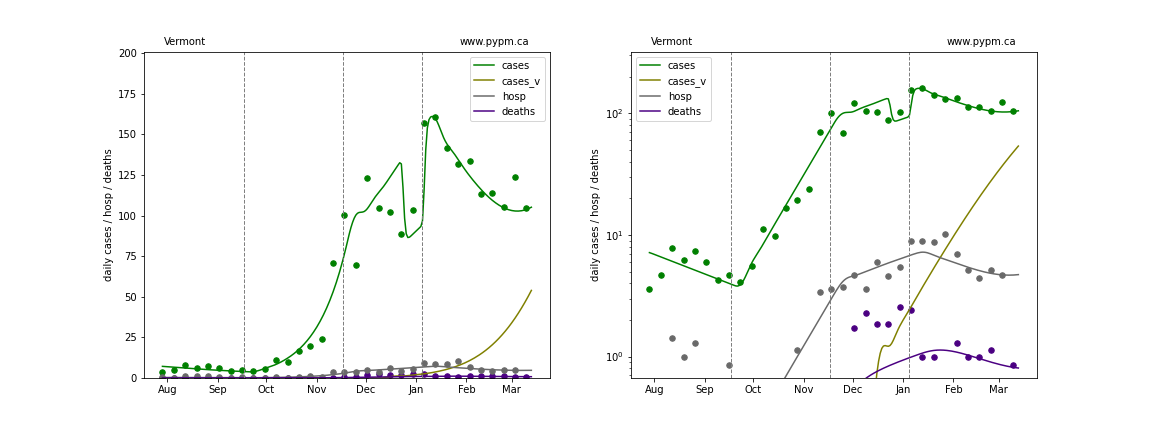 Vermont www.pypm.ca
200
175
150
125
100
75
50
25
0
daily cases / hosp / deaths
cases
cases_v
hosp
deaths
Aug Sep Oct Nov Dec Jan Feb Mar
Vermont www.pypm.ca
10²
10¹
10⁰
daily cases / hosp / deaths
cases
cases_v
hosp
deaths
Aug Sep Oct Nov Dec Jan Feb Mar